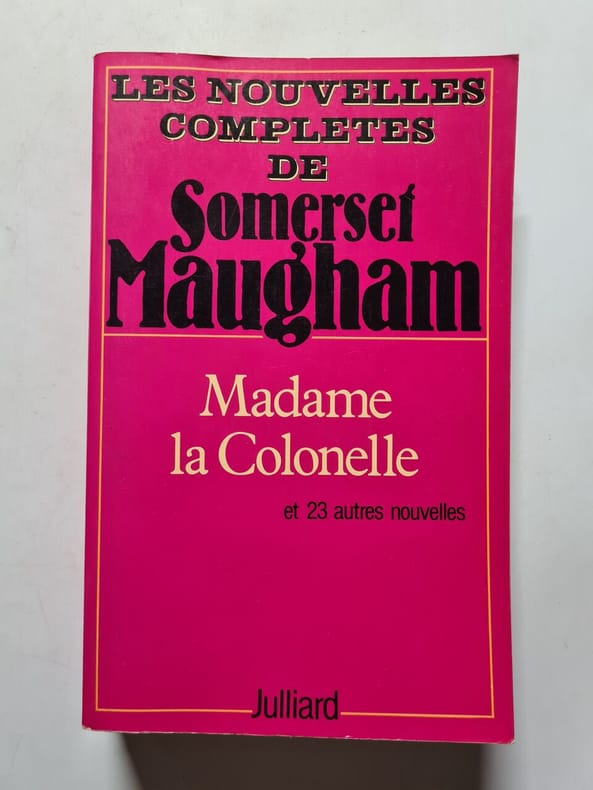 LES NOUVELLES
COMPLETES
DE
Somerset
Maugham
Madame
la Colonelle
et 23 autres nouvelles
Julliard